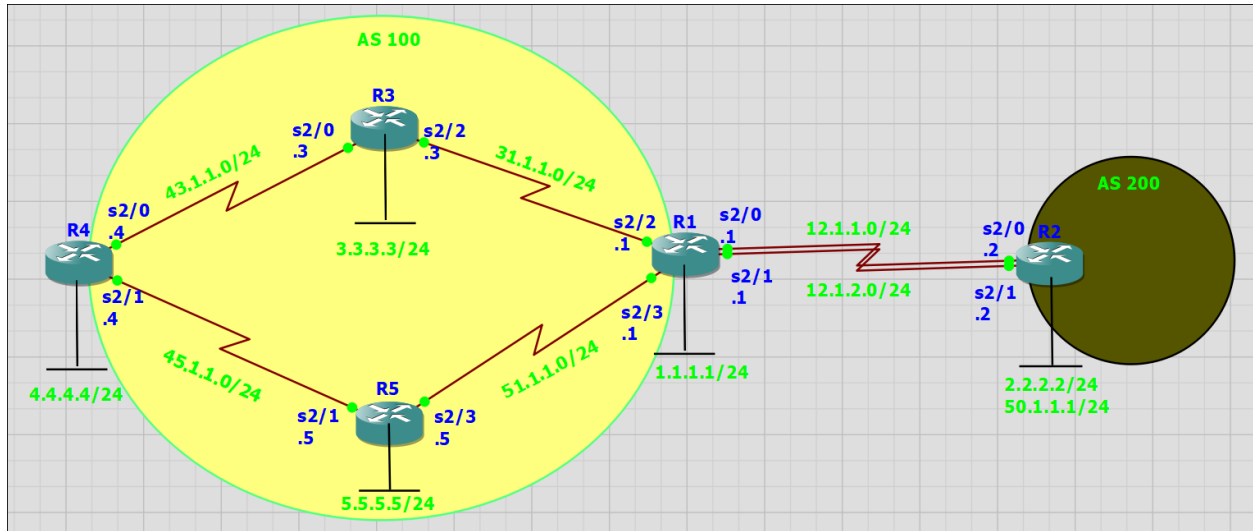 AS 100
R3
s2/0
.3
s2/2
.3
43.1.1.0/24
31.1.1.0/24
3.3.3.3/24
AS 200
R4
s2/0
.4
s2/1
.4
4.4.4.4/24
45.1.1.0/24
R5
s2/1
.5
s2/3
.5
5.5.5.5/24
51.1.1.0/24
R1
s2/2
.1
s2/0
.1
s2/1
.1
s2/3
.1
1.1.1.1/24
12.1.1.0/24
12.1.2.0/24
R2
s2/0
.2
s2/1
.2
2.2.2.2/24
50.1.1.1/24